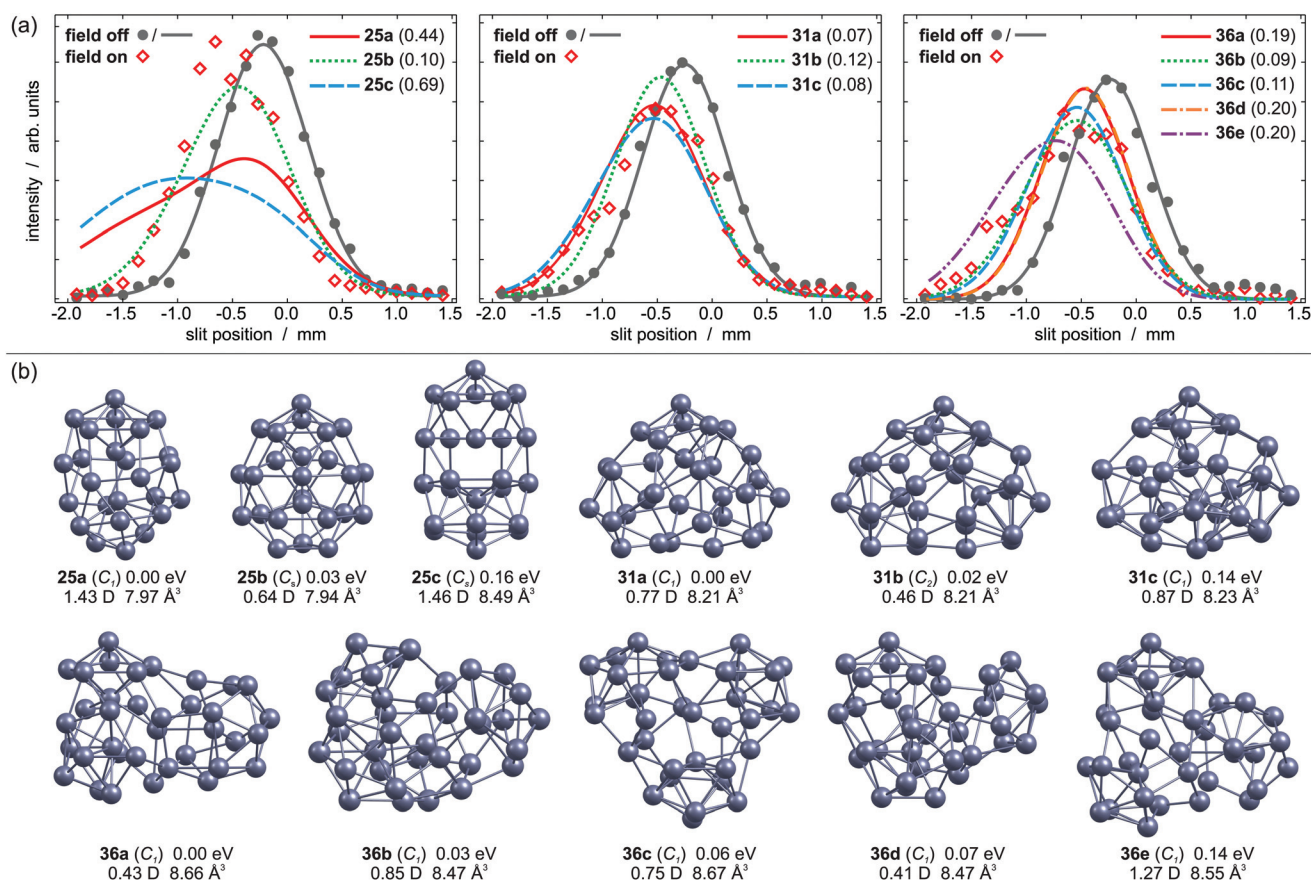 (a)
field off ● / —
field on ◇
25a (0.44)
25b (0.10)
25c (0.69)
intensity / arb. units
-2.0 -1.5 -1.0 -0.5 0.0 0.5 1.0 1.5
slit position / mm
field off ● / —
field on ◇
31a (0.07)
31b (0.12)
31c (0.08)
-2.0 -1.5 -1.0 -0.5 0.0 0.5 1.0 1.5
slit position / mm
field off ● / —
field on ◇
36a (0.19)
36b (0.09)
36c (0.11)
36d (0.20)
36e (0.20)
-2.0 -1.5 -1.0 -0.5 0.0 0.5 1.0 1.5
slit position / mm
(b)
25a (C₁) 0.00 eV
1.43 D 7.97 Å³
25b (Cₛ) 0.03 eV
0.64 D 7.94 Å³
25c (Cₛ) 0.16 eV
1.46 D 8.49 Å³
31a (C₁) 0.00 eV
0.77 D 8.21 Å³
31b (C₂) 0.02 eV
0.46 D 8.21 Å³
31c (C₁) 0.14 eV
0.87 D 8.23 Å³
36a (C₁) 0.00 eV
0.43 D 8.66 Å³
36b (C₁) 0.03 eV
0.85 D 8.47 Å³
36c (C₁) 0.06 eV
0.75 D 8.67 Å³
36d (C₁) 0.07 eV
0.41 D 8.47 Å³
36e (C₁) 0.14 eV
1.27 D 8.55 Å³